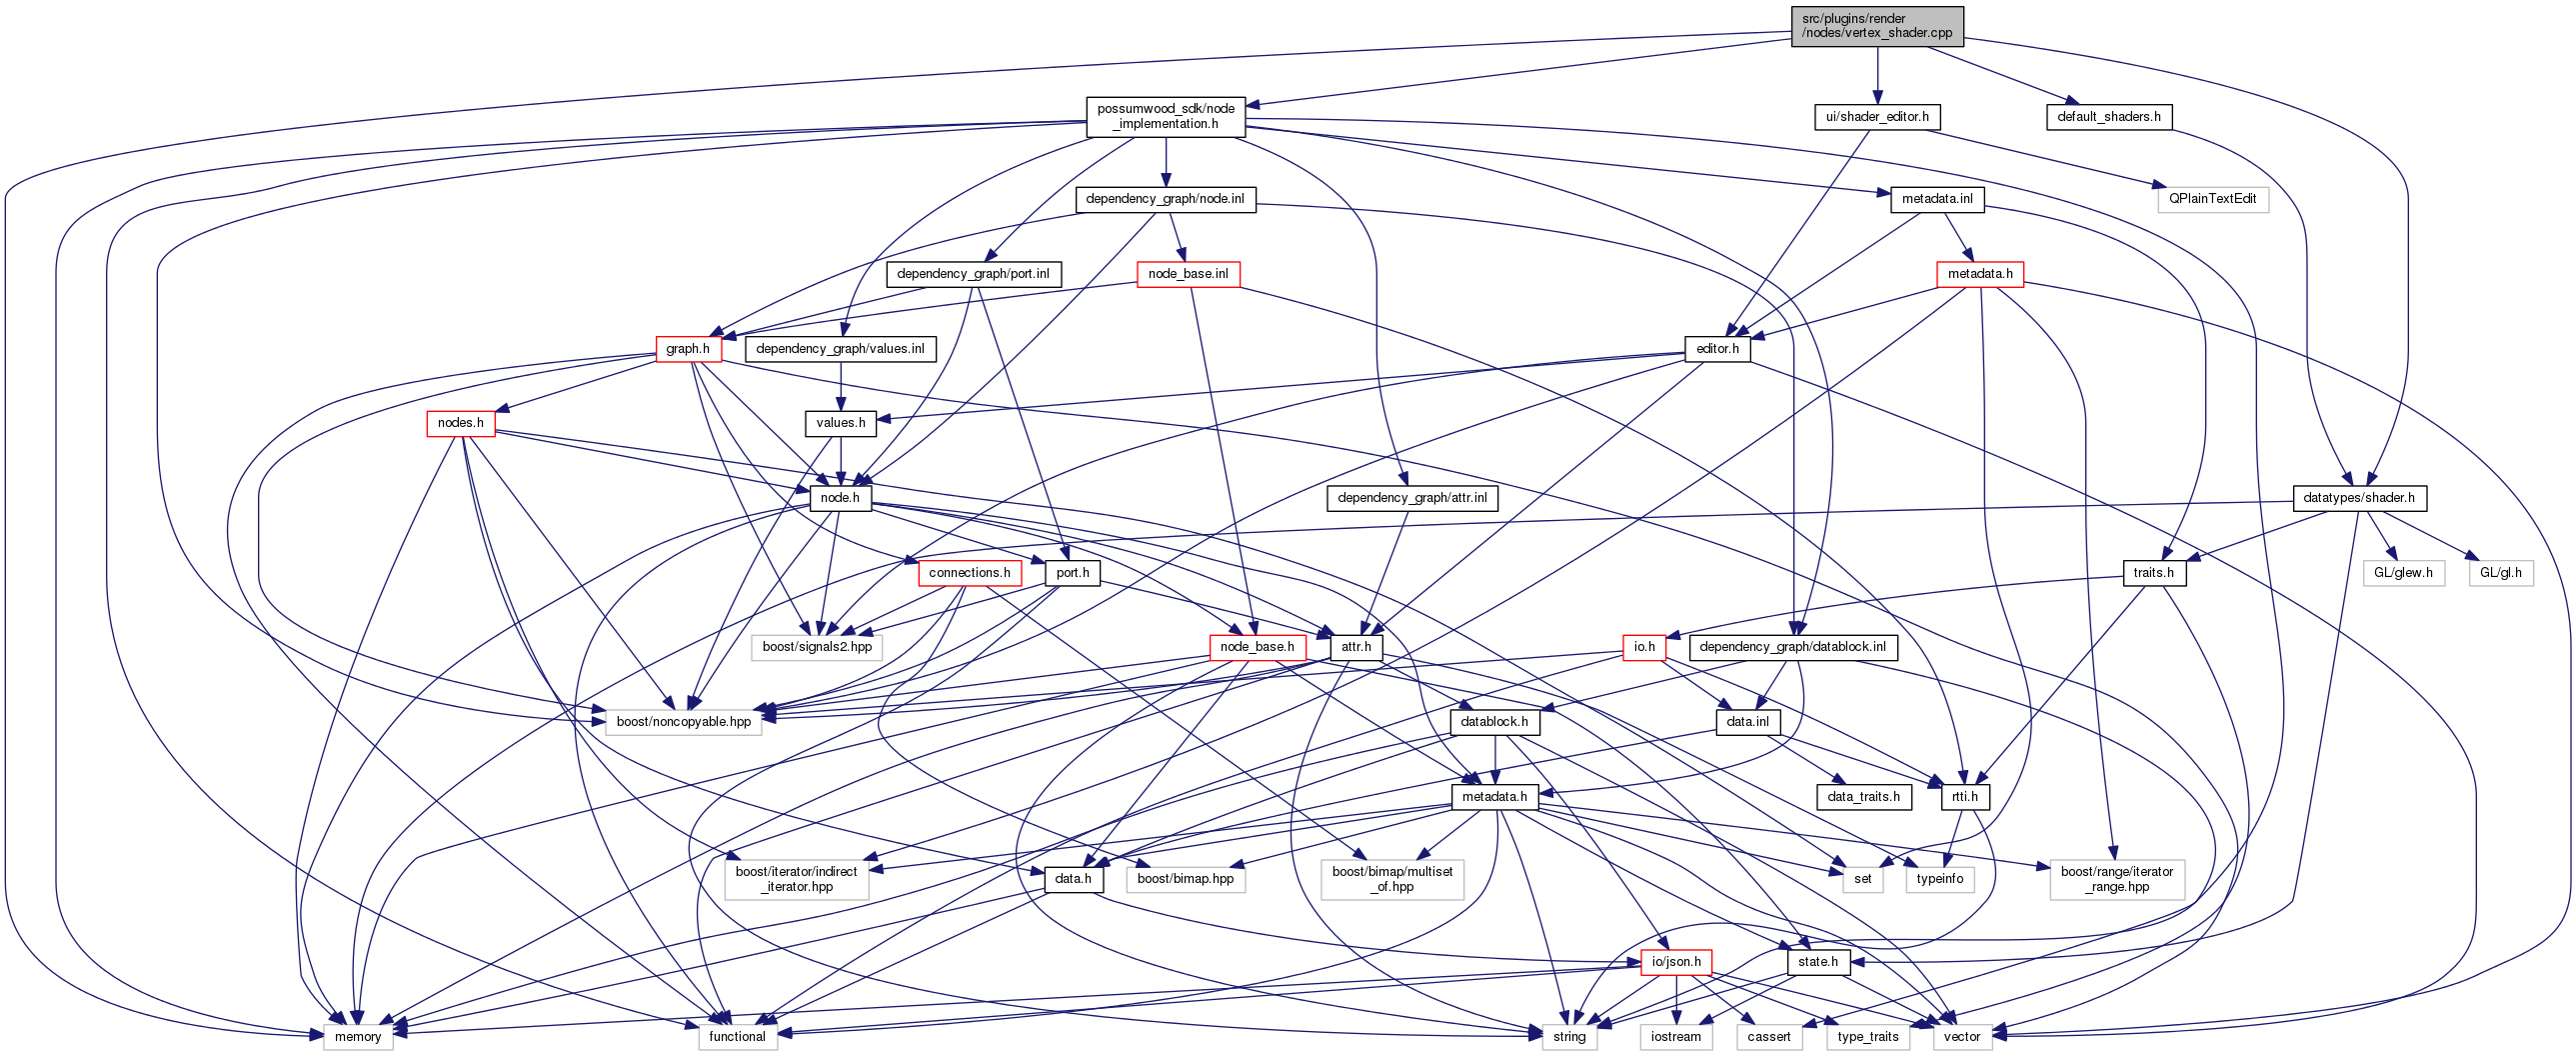 src/plugins/render
/nodes/vertex_shader.cpp
possumwood_sdk/node
_implementation.h
ui/shader_editor.h
default_shaders.h
dependency_graph/node.inl
metadata.inl
QPlainTextEdit
dependency_graph/port.inl
node_base.inl
metadata.h
graph.h
dependency_graph/values.inl
editor.h
nodes.h
values.h
node.h
dependency_graph/attr.inl
datatypes/shader.h
connections.h
port.h
traits.h
GL/glew.h
GL/gl.h
boost/signals2.hpp
node_base.h
attr.h
io.h
dependency_graph/datablock.inl
boost/noncopyable.hpp
datablock.h
data.inl
metadata.h
data_traits.h
rtti.h
boost/iterator/indirect
_iterator.hpp
data.h
boost/bimap.hpp
boost/bimap/multiset
_of.hpp
set
typeinfo
boost/range/iterator
_range.hpp
io/json.h
state.h
memory
functional
string
iostream
cassert
type_traits
vector